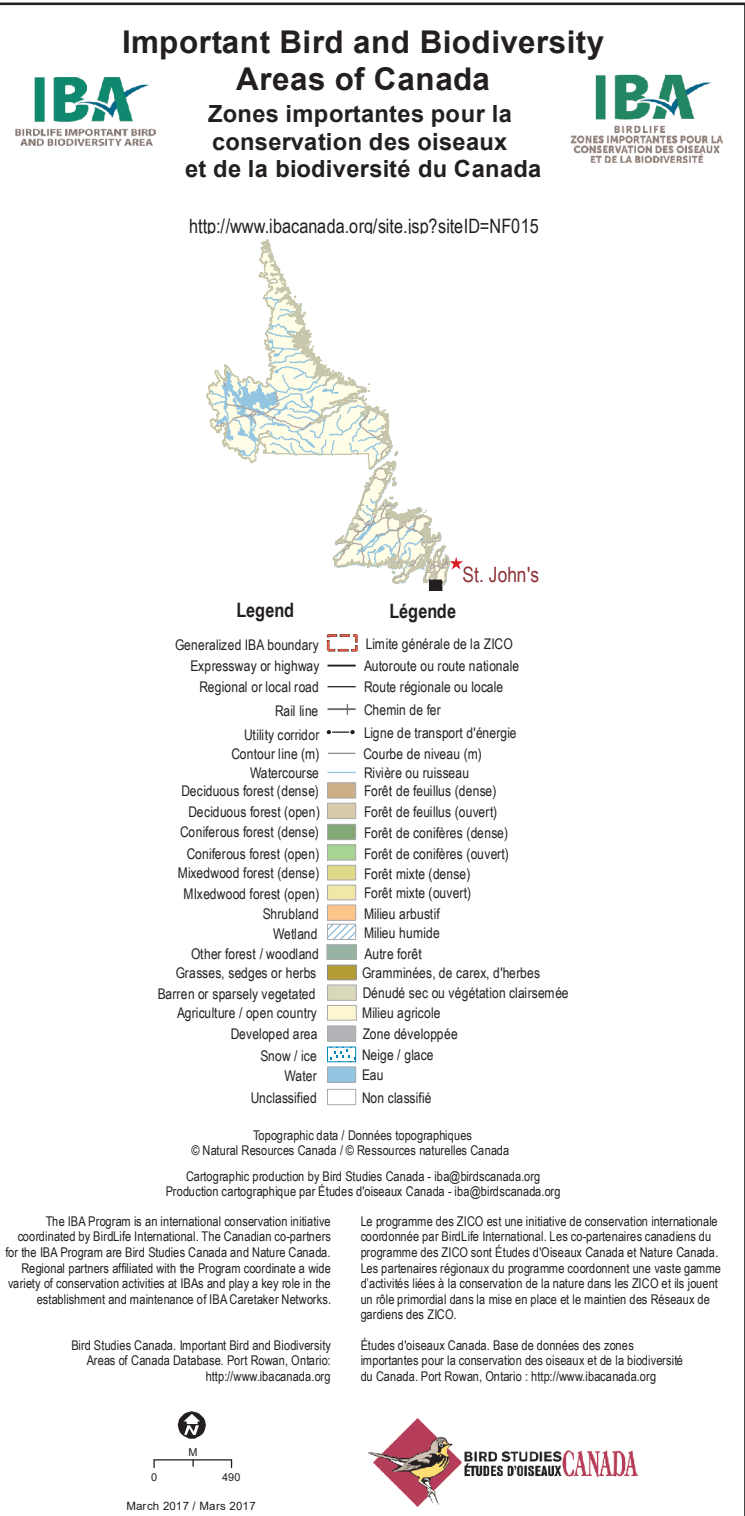 Important Bird and Biodiversity
Areas of Canada
Zones importantes pour la
conservation des oiseaux
et de la biodiversité du Canada
IBA
BIRDLIFE IMPORTANT BIRD
AND BIODIVERSITY AREA
IBA
BIRDLIFE
ZONES IMPORTANTES POUR LA
CONSERVATION DES OISEAUX
ET DE LA BIODIVERSITÉ
http://www.ibacanada.org/site.jsp?siteID=NF015
St. John's
Legend Légende
Generalized IBA boundary Limite générale de la ZICO
Expressway or highway Autoroute ou route nationale
Regional or local road Route régionale ou locale
Rail line Chemin de fer
Utility corridor Ligne de transport d'énergie
Contour line (m) Courbe de niveau (m)
Watercourse Rivière ou ruisseau
Deciduous forest (dense) Forêt de feuillus (dense)
Deciduous forest (open) Forêt de feuillus (ouvert)
Coniferous forest (dense) Forêt de conifères (dense)
Coniferous forest (open) Forêt de conifères (ouvert)
Mixedwood forest (dense) Forêt mixte (dense)
MIxedwood forest (open) Forêt mixte (ouvert)
Shrubland Milieu arbustif
Wetland Milieu humide
Other forest / woodland Autre forêt
Grasses, sedges or herbs Gramminées, de carex, d'herbes
Barren or sparsely vegetated Dénudé sec ou végétation clairsemée
Agriculture / open country Milieu agricole
Developed area Zone développée
Snow / ice Neige / glace
Water Eau
Unclassified Non classifié
Topographic data / Données topographiques
© Natural Resources Canada / © Ressources naturelles Canada
Cartographic production by Bird Studies Canada - iba@birdscanada.org
Production cartographique par Études d'oiseaux Canada - iba@birdscanada.org
The IBA Program is an international conservation initiative
coordinated by BirdLife International. The Canadian co-partners
for the IBA Program are Bird Studies Canada and Nature Canada.
Regional partners affiliated with the Program coordinate a wide
variety of conservation activities at IBAs and play a key role in the
establishment and maintenance of IBA Caretaker Networks.
Le programme des ZICO est une initiative de conservation internationale
coordonnée par BirdLife International. Les co-partenaires canadiens du
programme des ZICO sont Études d'Oiseaux Canada et Nature Canada.
Les partenaires régionaux du programme coordonnent une vaste gamme
d'activités liées à la conservation de la nature dans les ZICO et ils jouent
un rôle primordial dans la mise en place et le maintien des Réseaux de
gardiens des ZICO.
Bird Studies Canada. Important Bird and Biodiversity
Areas of Canada Database. Port Rowan, Ontario:
http://www.ibacanada.org
Études d'oiseaux Canada. Base de données des zones
importantes pour la conservation des oiseaux et de la biodiversité
du Canada. Port Rowan, Ontario : http://www.ibacanada.org
N
M
0 490
March 2017 / Mars 2017
BIRD STUDIES
ÉTUDES D'OISEAUX CANADA